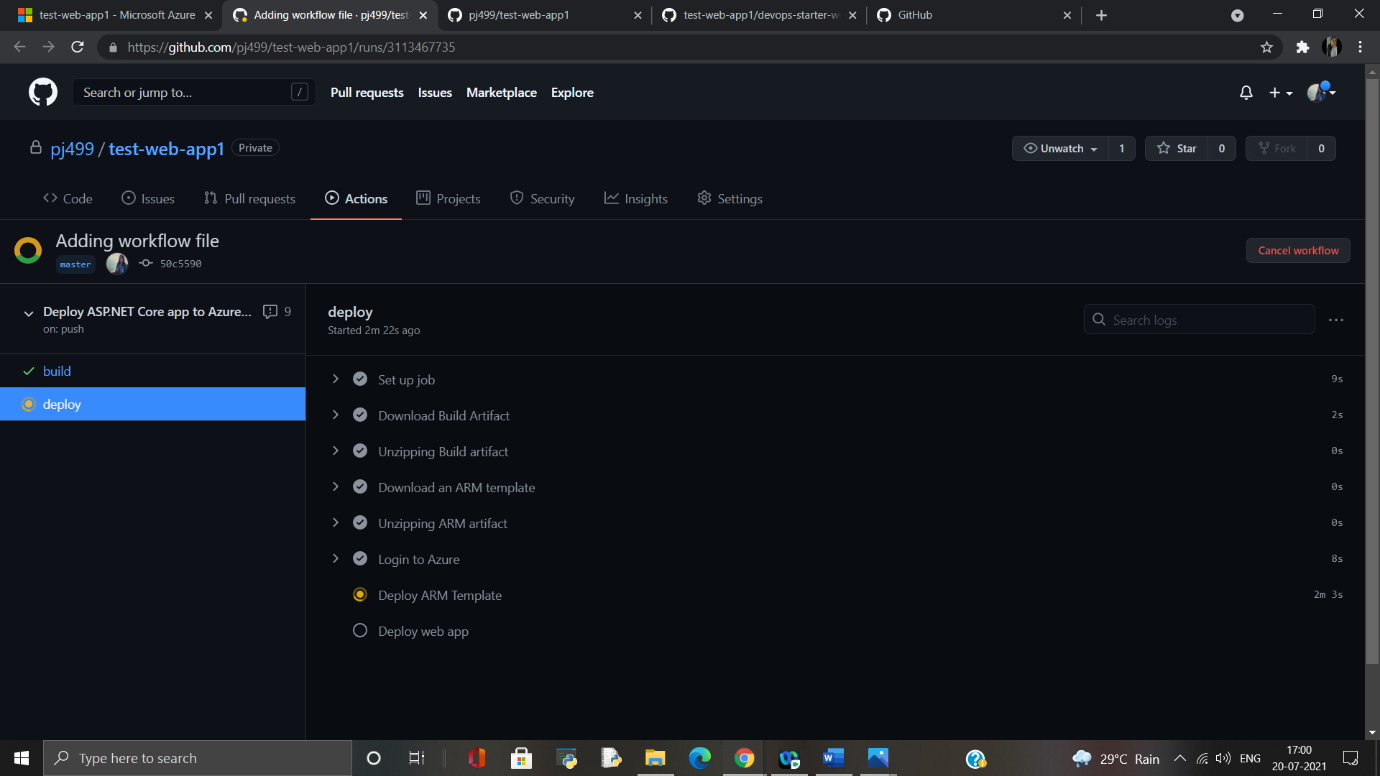 test-web-app1 - Microsoft Azure
Adding workflow file · pj499/test-
pj499/test-web-app1
test-web-app1/devops-starter-w
GitHub
https://github.com/pj499/test-web-app1/runs/3113467735
Search or jump to... /
Pull requests Issues Marketplace Explore
pj499 / test-web-app1 Private
Unwatch 1 Star 0 Fork 0
Code Issues Pull requests Actions Projects Security Insights Settings
Adding workflow file
master 50c5590
Cancel workflow
Deploy ASP.NET Core app to Azure... 9
on: push
build
deploy
deploy
Started 2m 22s ago
Search logs
Set up job 9s
Download Build Artifact 2s
Unzipping Build artifact 0s
Download an ARM template 0s
Unzipping ARM artifact 0s
Login to Azure 8s
Deploy ARM Template 2m 3s
Deploy web app
Type here to search
29°C Rain
ENG
17:00
20-07-2021